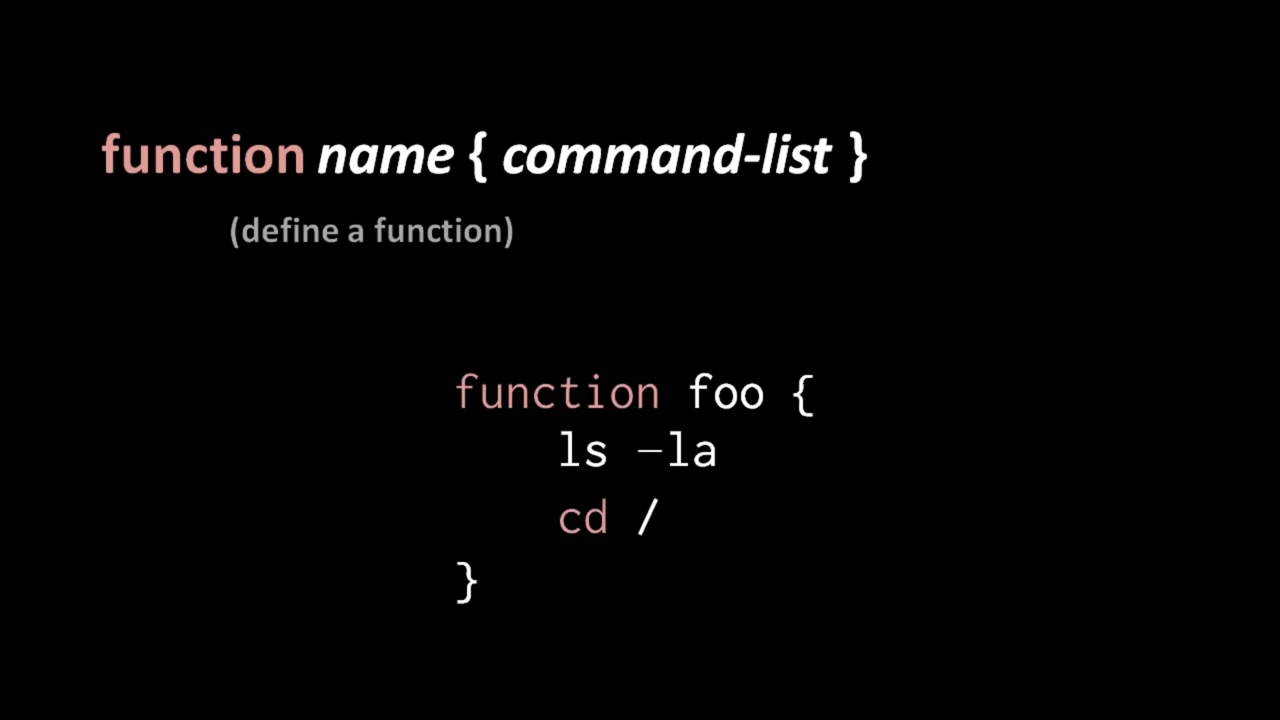 function name { command-list }
(define a function)
function foo {
ls -la
cd /
}